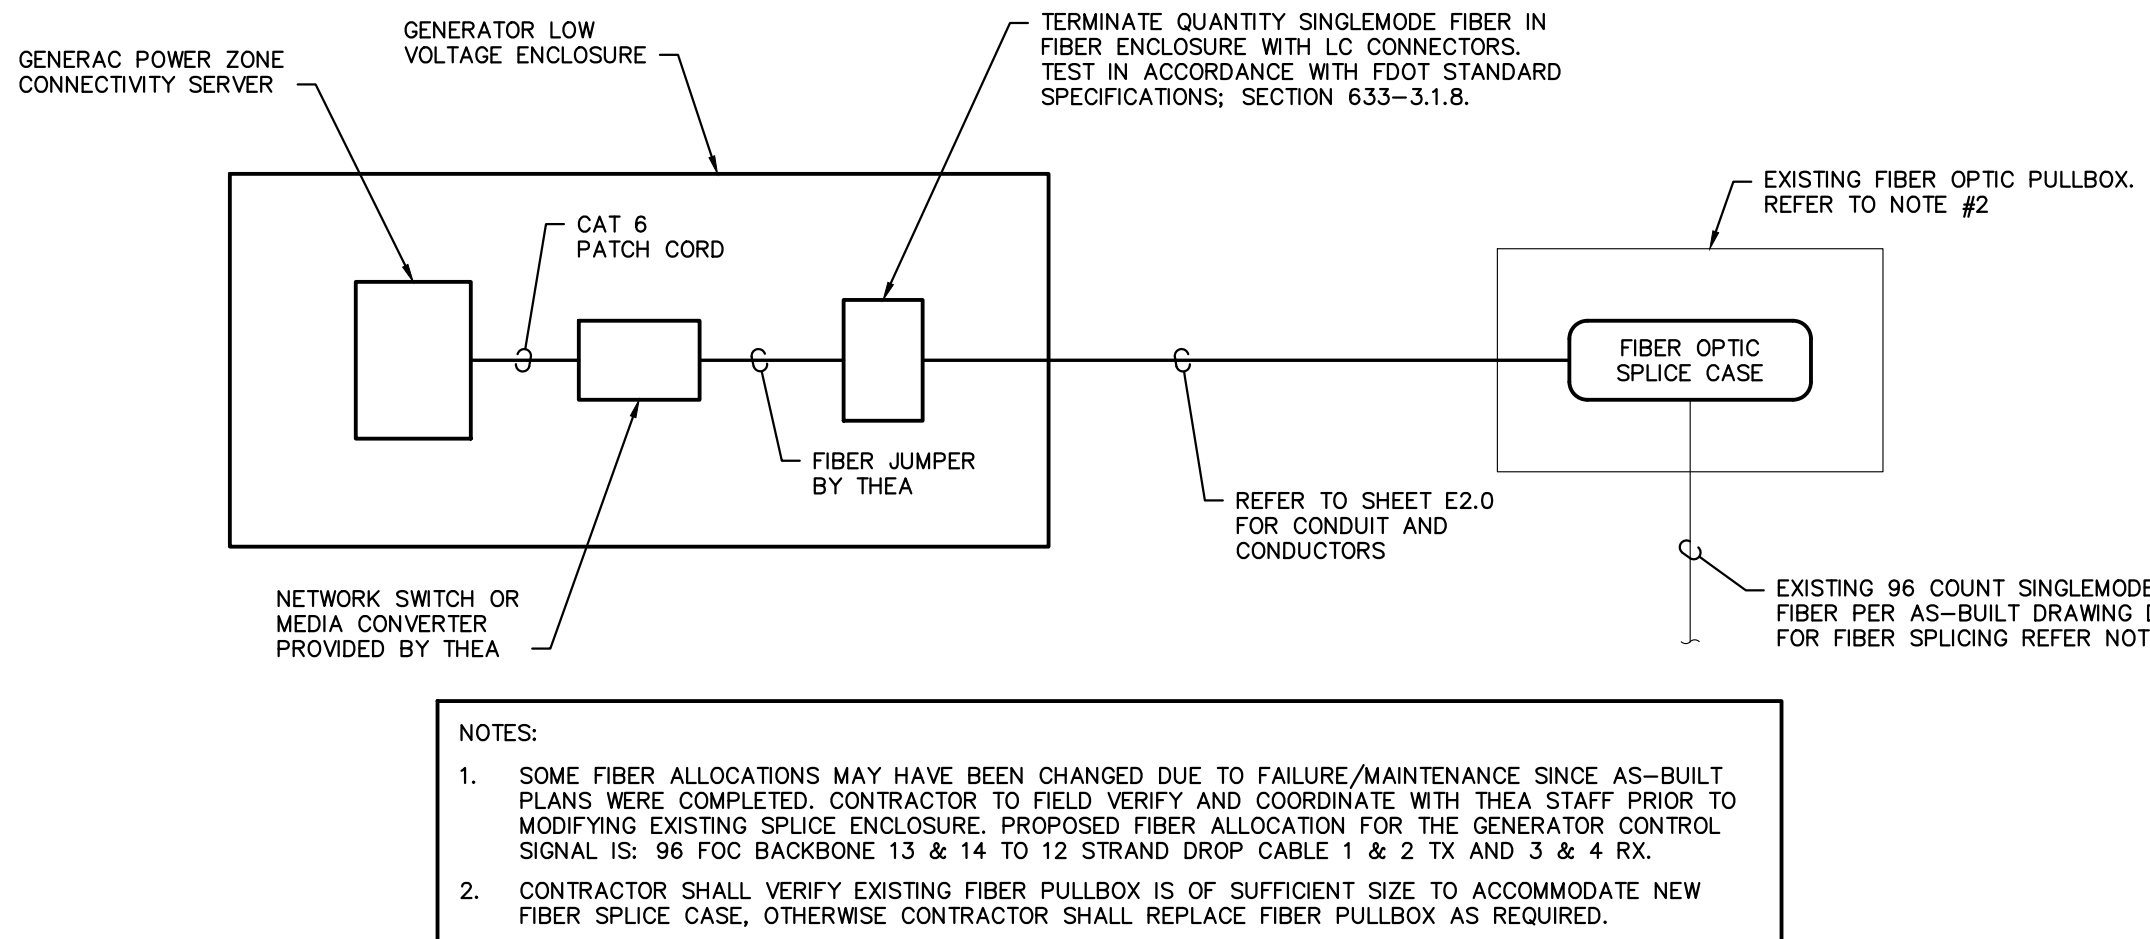 GENERAC POWER ZONE
CONNECTIVITY SERVER
GENERATOR LOW
VOLTAGE ENCLOSURE
TERMINATE QUANTITY SINGLEMODE FIBER IN
FIBER ENCLOSURE WITH LC CONNECTORS.
TEST IN ACCORDANCE WITH FDOT STANDARD
SPECIFICATIONS; SECTION 633-3.1.8.
EXISTING FIBER OPTIC PULLBOX.
REFER TO NOTE #2
CAT 6
PATCH CORD
FIBER OPTIC
SPLICE CASE
FIBER JUMPER
BY THEA
REFER TO SHEET E2.0
FOR CONDUIT AND
CONDUCTORS
NETWORK SWITCH OR
MEDIA CONVERTER
PROVIDED BY THEA
EXISTING 96 COUNT SINGLEMODE
FIBER PER AS-BUILT DRAWING
FOR FIBER SPLICING REFER
NOTES:
1. SOME FIBER ALLOCATIONS MAY HAVE BEEN CHANGED DUE TO FAILURE/MAINTENANCE SINCE AS-BUILT
PLANS WERE COMPLETED. CONTRACTOR TO FIELD VERIFY AND COORDINATE WITH THEA STAFF PRIOR TO
MODIFYING EXISTING SPLICE ENCLOSURE. PROPOSED FIBER ALLOCATION FOR THE GENERATOR CONTROL
SIGNAL IS: 96 FOC BACKBONE 13 & 14 TO 12 STRAND DROP CABLE 1 & 2 TX AND 3 & 4 RX.
2. CONTRACTOR SHALL VERIFY EXISTING FIBER PULLBOX IS OF SUFFICIENT SIZE TO ACCOMMODATE NEW
FIBER SPLICE CASE, OTHERWISE CONTRACTOR SHALL REPLACE FIBER PULLBOX AS REQUIRED.